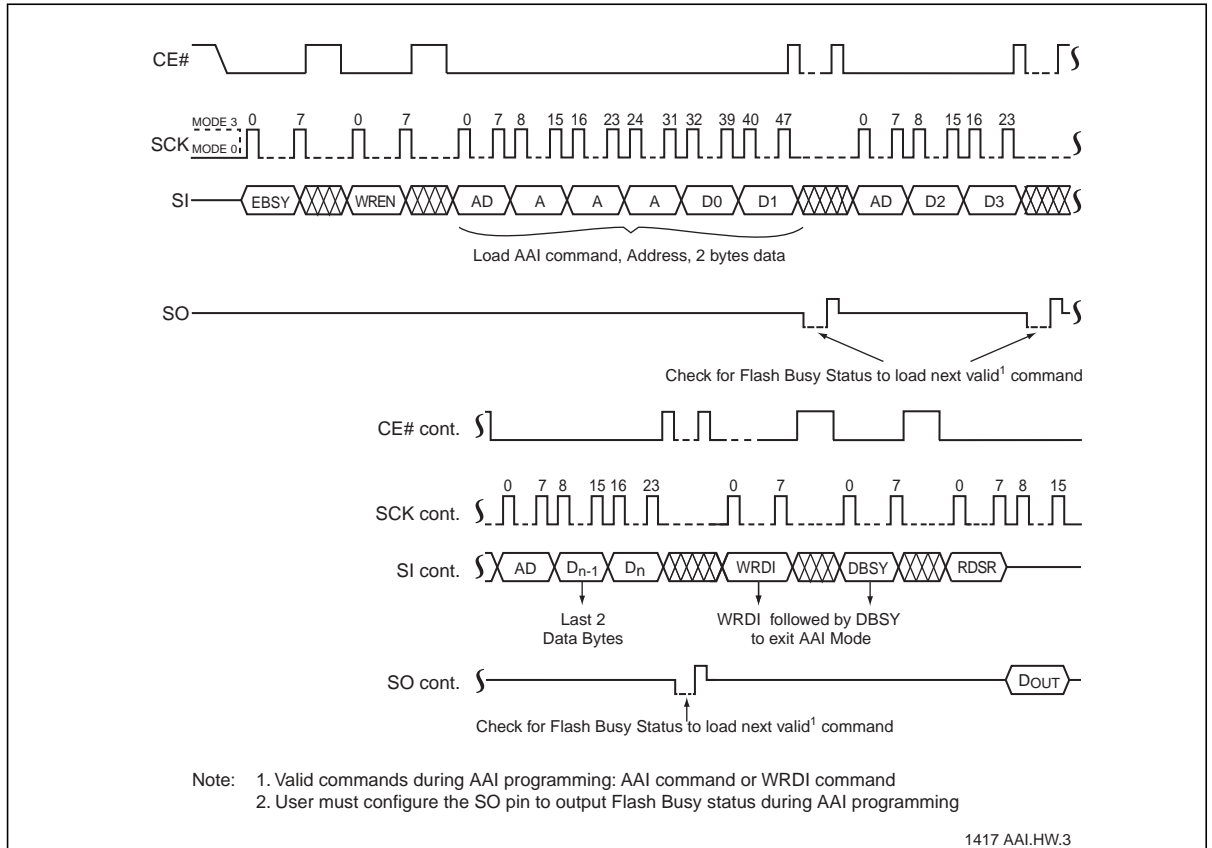 CE#
MODE 3
0 7 0 7 0 7 8 15 16 23 24 31 32 39 40 47 0 7 8 15 16 23
SCK
MODE 0
SI EBSY WREN AD A A A D0 D1 AD D2 D3
Load AAI command, Address, 2 bytes data
SO
Check for Flash Busy Status to load next valid1 command
CE# cont.
0 7 8 15 16 23 0 7 0 7 0 7 8 15
SCK cont.
SI cont. AD Dn-1 Dn WRDI DBSY RDSR
Last 2 WRDI followed by DBSY
Data Bytes to exit AAI Mode
SO cont. DOUT
Check for Flash Busy Status to load next valid1 command
Note: 1. Valid commands during AAI programming: AAI command or WRDI command
2. User must configure the SO pin to output Flash Busy status during AAI programming
1417 AAI.HW.3